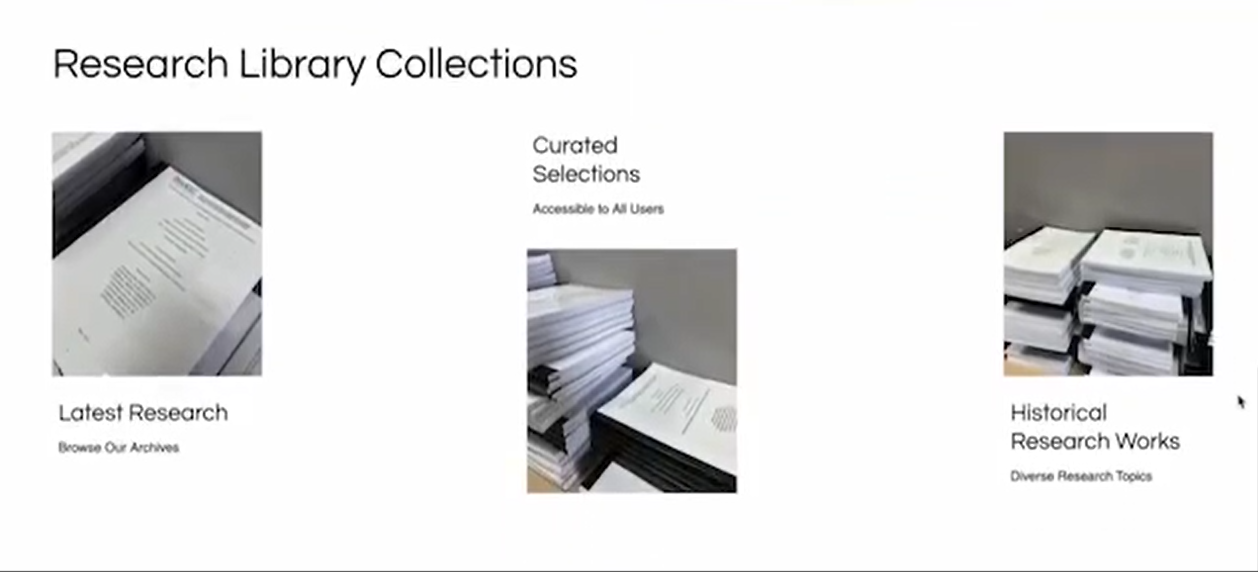 Research Library Collections
Latest Research
Browse Our Archives
Curated
Selections
Accessible to All Users
Historical
Research Works
Diverse Research Topics